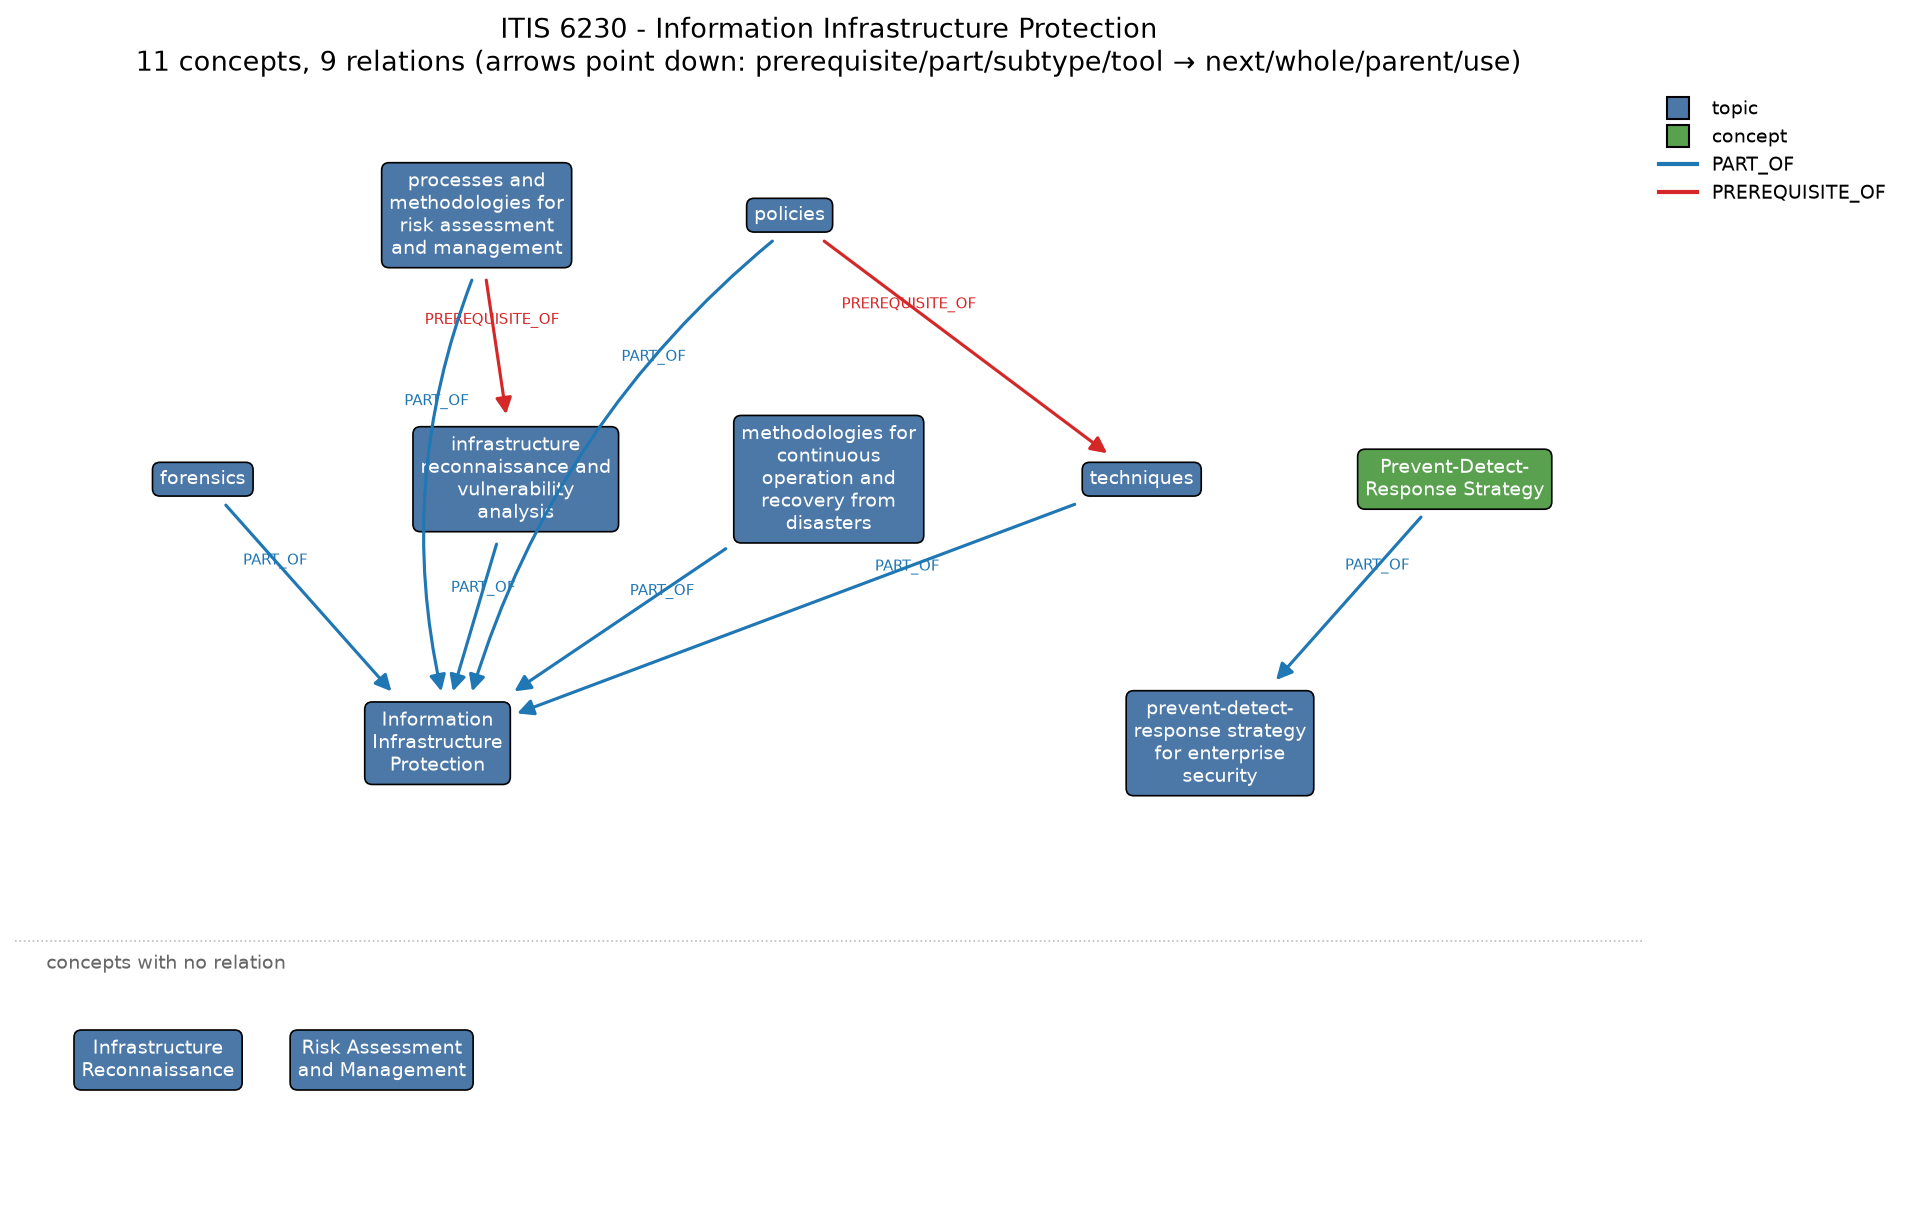 ITIS 6230 - Information Infrastructure Protection
11 concepts, 9 relations (arrows point down: prerequisite/part/subtype/tool → next/whole/parent/use)
topic
concept
PART_OF
PREREQUISITE_OF
processes and
methodologies for
risk assessment
and management
policies
PREREQUISITE_OF
PREREQUISITE_OF
PART_OF
PART_OF
forensics
infrastructure
reconnaissance and
vulnerability
analysis
methodologies for
continuous
operation and
recovery from
disasters
techniques
Prevent-Detect-
Response Strategy
PART_OF
PART_OF
PART_OF
PART_OF
PART_OF
Information
Infrastructure
Protection
prevent-detect-
response strategy
for enterprise
security
concepts with no relation
Infrastructure
Reconnaissance
Risk Assessment
and Management